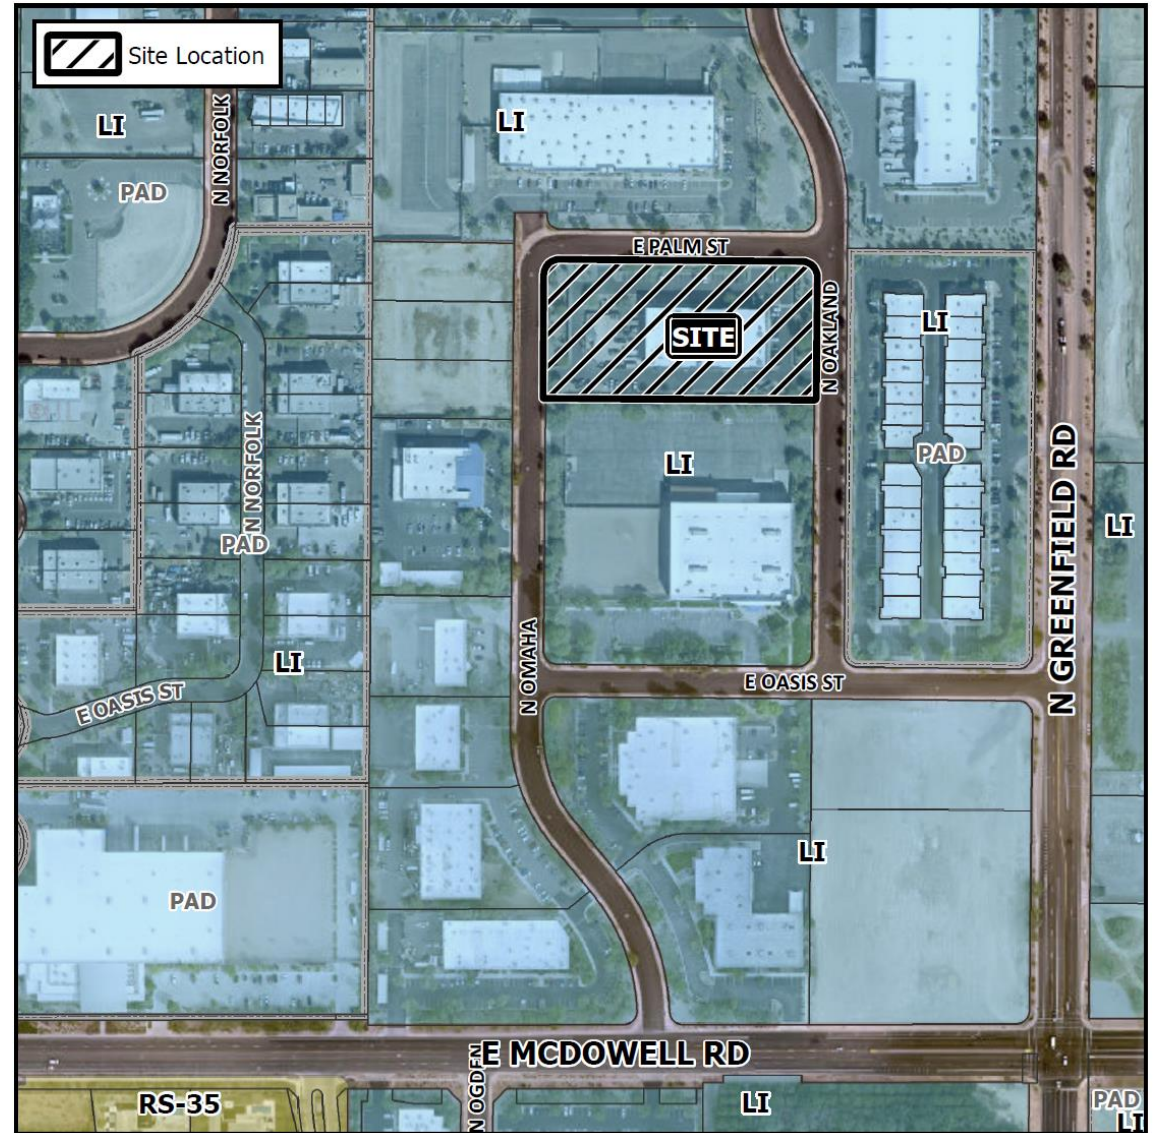 Site Location
LI
N NORFOLK
LI
PAD
E PALM ST
SITE
N OAKLAND
LI
N NORFOLK
PAD
LI
PAD
N GREENFIELD RD
LI
PAD
LI
N OMAHA
E OASIS ST
E OASIS ST
LI
PAD
E MCDOWELL RD
N OGDEN
RS-35
LI
PAD
LI